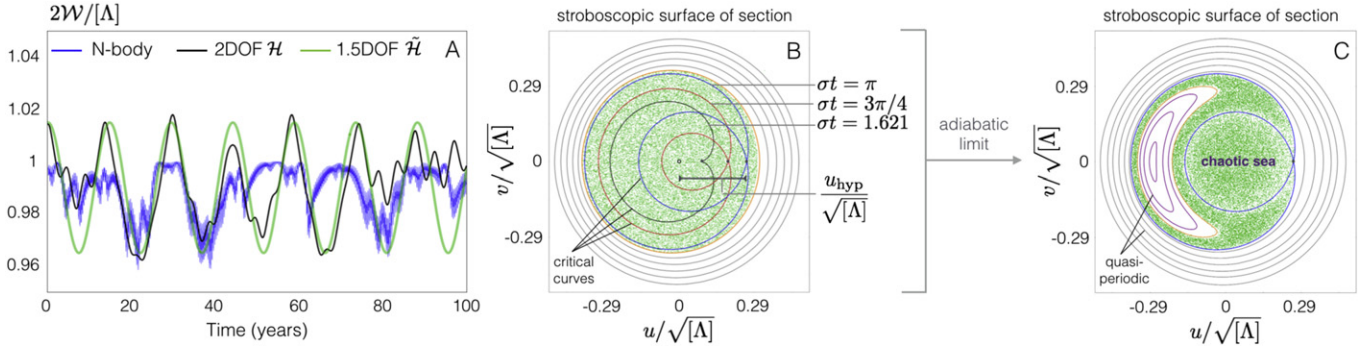 2𝒲/[Λ]
A
N-body
2DOF ℋ
1.5DOF ℋ̃
1.04
1.02
1
0.98
0.96
0
20
40
60
80
100
Time (years)
stroboscopic surface of section
B
v/√[Λ]
0.29
0
-0.29
σt = π
σt = 3π/4
σt = 1.621
u_hyp/√[Λ]
critical
curves
-0.29
0
0.29
u/√[Λ]
adiabatic
limit
stroboscopic surface of section
C
v/√[Λ]
0.29
0
-0.29
chaotic sea
quasi-
periodic
-0.29
0
0.29
u/√[Λ]